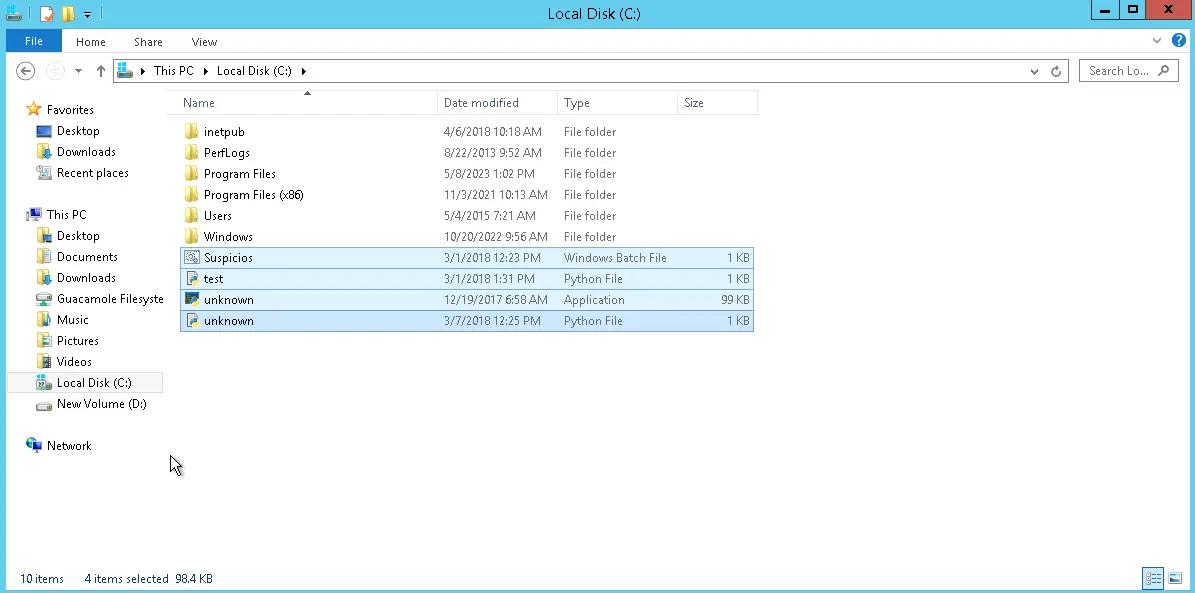 Local Disk (C:)
File Home Share View
This PC Local Disk (C:) Search Lo...
Name Date modified Type Size
Favorites
Desktop
Downloads
Recent places
This PC
Desktop
Documents
Downloads
Guacamole Filesyste
Music
Pictures
Videos
Local Disk (C:)
New Volume (D:)
Network
inetpub 4/6/2018 10:18 AM File folder
PerfLogs 8/22/2013 9:52 AM File folder
Program Files 5/8/2023 1:02 PM File folder
Program Files (x86) 11/3/2021 10:13 AM File folder
Users 5/4/2015 7:21 AM File folder
Windows 10/20/2022 9:56 AM File folder
Suspicios 3/1/2018 12:23 PM Windows Batch File 1 KB
test 3/1/2018 1:31 PM Python File 1 KB
unknown 12/19/2017 6:58 AM Application 99 KB
unknown 3/7/2018 12:25 PM Python File 1 KB
10 items 4 items selected 98.4 KB